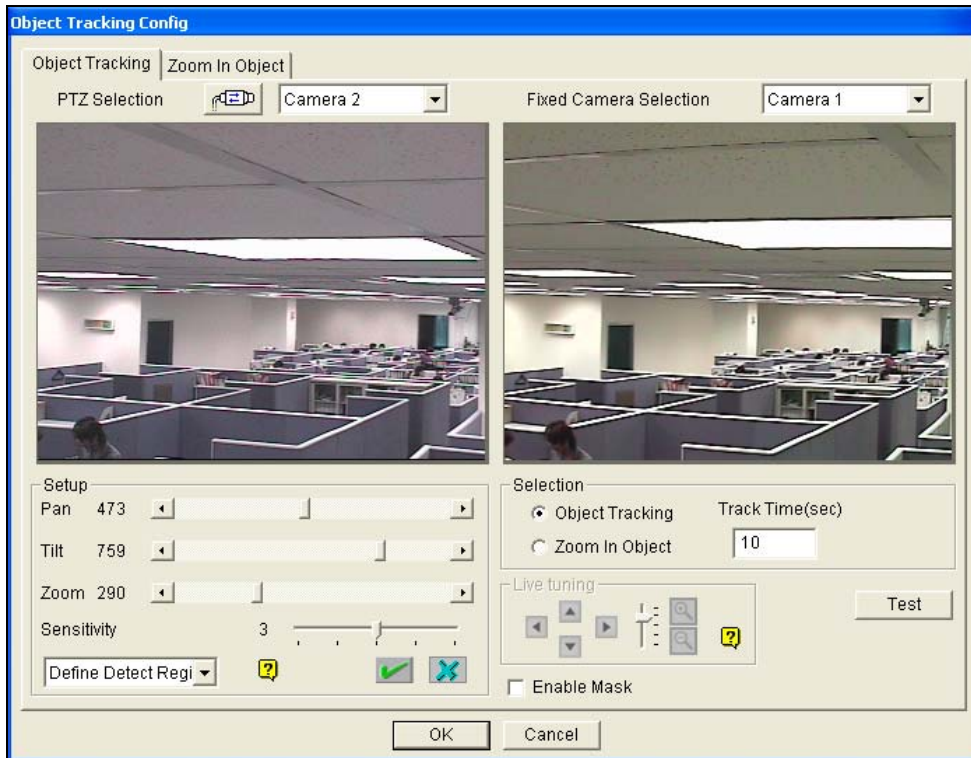 Object Tracking Config
Object Tracking
Zoom In Object
PTZ Selection
Camera 2
Fixed Camera Selection
Camera 1
Setup
Pan 473
Tilt 759
Zoom 290
Sensitivity 3
Define Detect Regi
Selection
Object Tracking
Zoom In Object
Track Time(sec)
10
Live tuning
Test
Enable Mask
OK
Cancel